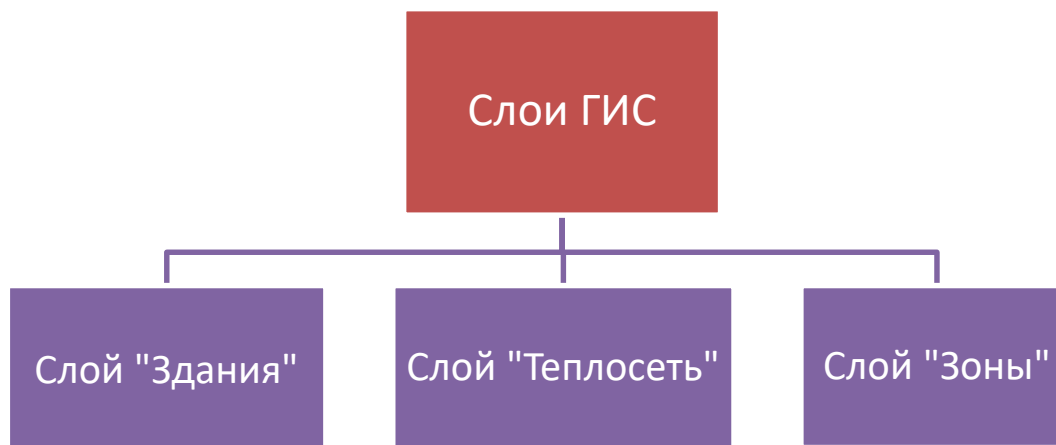 Слои ГИС
Слой "Здания"
Слой "Теплосеть"
Слой "Зоны"